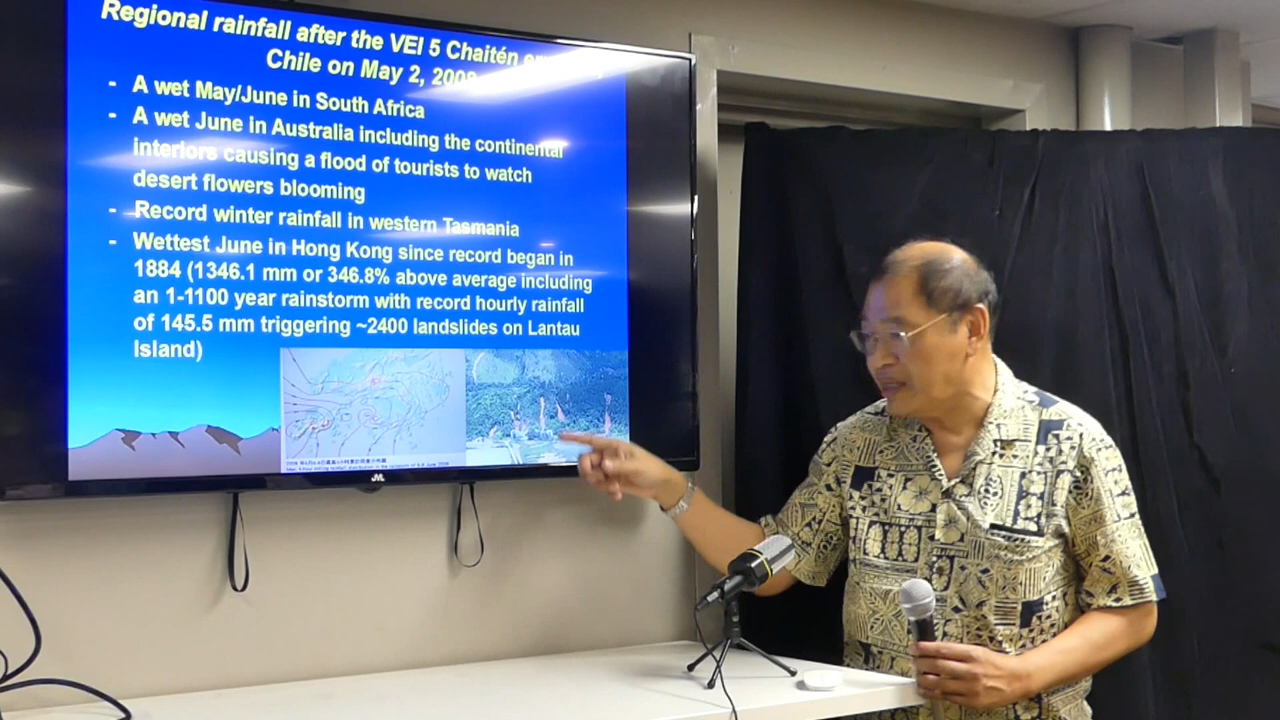 Regional rainfall after the VEI 5 Chaitén
Chile on May 2, 2008
- A wet May/June in South Africa
- A wet June in Australia including the continental
interiors causing a flood of tourists to watch
desert flowers blooming
- Record winter rainfall in western Tasmania
- Wettest June in Hong Kong since record began in
1884 (1346.1 mm or 346.8% above average including
an 1-1100 year rainstorm with record hourly rainfall
of 145.5 mm triggering ~2400 landslides on Lantau
Island)
JVC